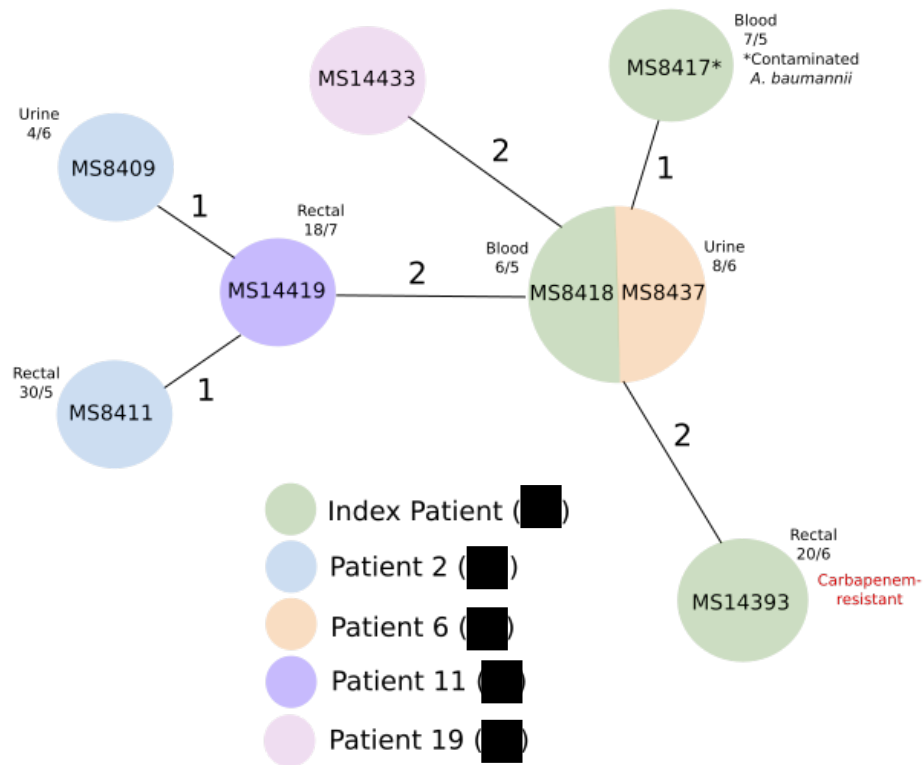 Blood
7/5
*Contaminated
A. baumannii
MS8417*
MS14433
1
2
Urine
4/6
MS8409
1
Rectal
18/7
MS14419
2
Blood
6/5
MS8418
MS8437
Urine
8/6
Rectal
30/5
MS8411
1
2
Rectal
20/6
Carbapenem-
resistant
MS14393
Index Patient ( )
Patient 2 ( )
Patient 6 ( )
Patient 11 ( )
Patient 19 ( )